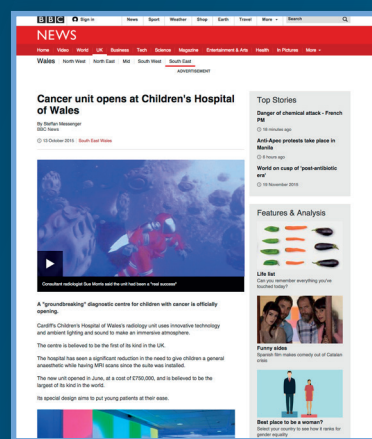 BBC Sign in News Sport Weather Shop Earth Travel More Search
NEWS
Home Video World UK Business Tech Science Magazine Entertainment & Arts Health In Pictures More
Wales North West North East Mid South West South East
ADVERTISEMENT
Cancer unit opens at Children's Hospital
of Wales
By Steffan Messenger
BBC News
13 October 2015 South East Wales
Consultant radiologist Sue Morris said the unit had been a "real success"
A "groundbreaking" diagnostic centre for children with cancer is officially
opening.
Cardiff's Children's Hospital of Wales's radiology unit uses innovative technology
and ambient lighting and sound to make an immersive atmosphere.
The centre is believed to be the first of its kind in the UK.
The hospital has seen a significant reduction in the need to give children a general
anaesthetic while having MRI scans since the suite was installed.
The new unit opened in June, at a cost of £750,000, and is believed to be the
largest of its kind in the world.
Its special design aims to put young patients at their ease.
Top Stories
Danger of chemical attack - French
PM
18 minutes ago
Anti-Apec protests take place in
Manila
6 hours ago
World on cusp of 'post-antibiotic
era'
19 November 2015
Features & Analysis
Life list
Can you remember everything you've
touched today?
Funny sides
Spanish film makes comedy out of Catalan
crisis
Best place to be a woman?
Select your country to see how it ranks for
gender equality